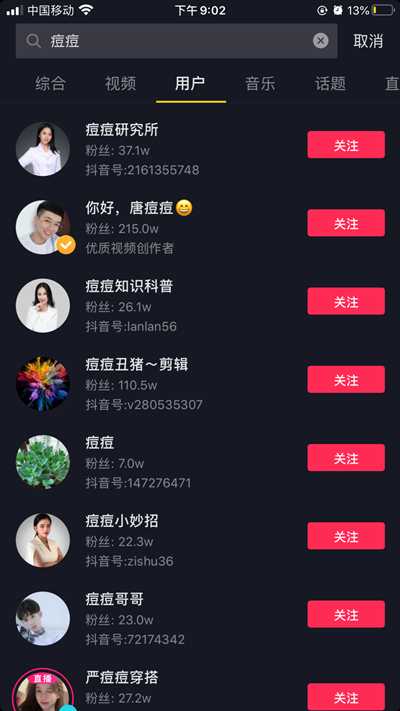 中国移动 下午 9:02 13%
痘痘 取消
综合 视频 用户 音乐 话题 直
痘痘研究所
粉丝: 37.1w
抖音号:2161355748
关注
你好，唐痘痘😊
粉丝: 215.0w
优质视频创作者
关注
痘痘知识科普
粉丝: 26.1w
抖音号:lanlan56
关注
痘痘丑猪～剪辑
粉丝: 110.5w
抖音号:v280535307
关注
痘痘
粉丝: 7.0w
抖音号:147276471
关注
痘痘小妙招
粉丝: 22.3w
抖音号:zishu36
关注
痘痘哥哥
粉丝: 23.0w
抖音号:72174342
关注
直播
严痘痘穿搭
粉丝: 27.2w
关注